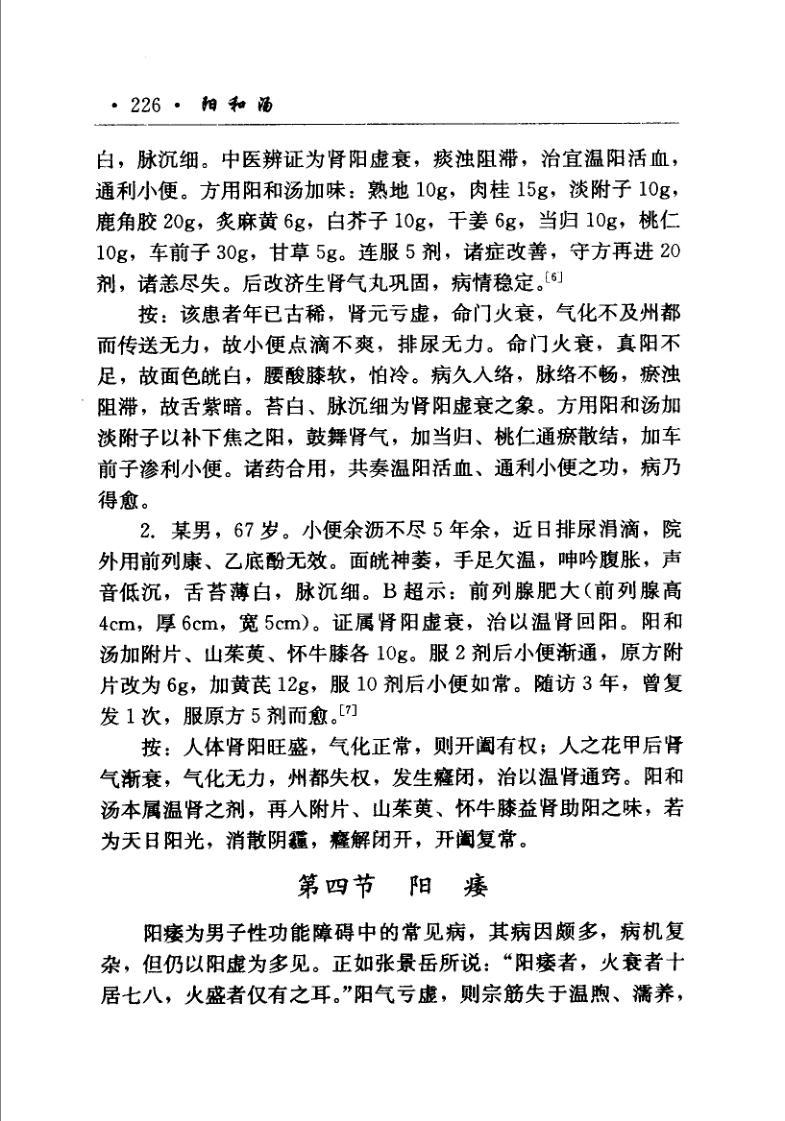 · 226 · 阳和汤
白，脉沉细。中医辨证为肾阳虚衰，痰浊阻滞，治宜温阳活血，
通利小便。方用阳和汤加味：熟地 10g，肉桂 15g，淡附子 10g，
鹿角胶 20g，炙麻黄 6g，白芥子 10g，干姜 6g，当归 10g，桃仁
10g，车前子 30g，甘草 5g。连服 5 剂，诸症改善，守方再进 20
剂，诸恙尽失。后改济生肾气丸巩固，病情稳定。[6]
按：该患者年已古稀，肾元亏虚，命门火衰，气化不及州都
而传送无力，故小便点滴不爽，排尿无力。命门火衰，真阳不
足，故面色㿠白，腰酸膝软，怕冷。病久入络，脉络不畅，瘀浊
阻滞，故舌紫暗。苔白、脉沉细为肾阳虚衰之象。方用阳和汤加
淡附子以补下焦之阳，鼓舞肾气，加当归、桃仁通瘀散结，加车
前子渗利小便。诸药合用，共奏温阳活血、通利小便之功，病乃
得愈。
2. 某男，67 岁。小便余沥不尽 5 年余，近日排尿涓滴，院
外用前列康、乙底酚无效。面㿠神萎，手足欠温，呻吟腹胀，声
音低沉，舌苔薄白，脉沉细。B 超示：前列腺肥大(前列腺高
4cm，厚 6cm，宽 5cm)。证属肾阳虚衰，治以温肾回阳。阳和
汤加附片、山茱萸、怀牛膝各 10g。服 2 剂后小便渐通，原方附
片改为 6g，加黄芪 12g，服 10 剂后小便如常。随访 3 年，曾复
发 1 次，服原方 5 剂而愈。[7]
按：人体肾阳旺盛，气化正常，则开阖有权；人之花甲后肾
气渐衰，气化无力，州都失权，发生癃闭，治以温肾通窍。阳和
汤本属温肾之剂，再入附片、山茱萸、怀牛膝益肾助阳之味，若
为天日阳光，消散阴霾，癃解闭开，开阖复常。
第四节 阳 痿
阳痿为男子性功能障碍中的常见病，其病因颇多，病机复
杂，但仍以阳虚为多见。正如张景岳所说：“阳痿者，火衰者十
居七八，火盛者仅有之耳。”阳气亏虚，则宗筋失于温煦、濡养，